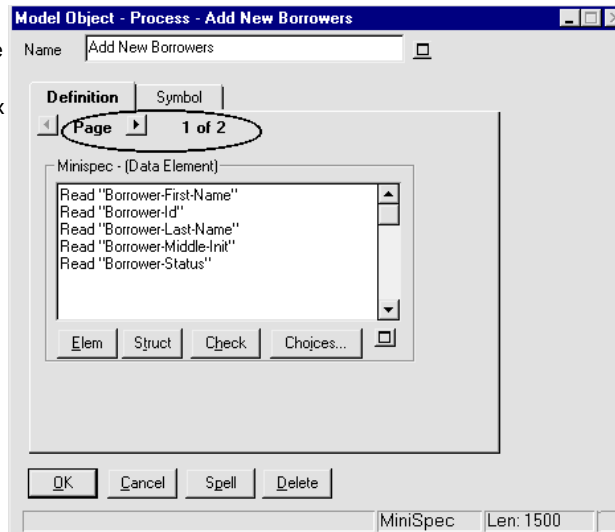 Model Object - Process - Add New Borrowers
Name Add New Borrowers
Definition Symbol
Page 1 of 2
Minispec - (Data Element)
Read "Borrower-First-Name"
Read "Borrower-Id"
Read "Borrower-Last-Name"
Read "Borrower-Middle-Init"
Read "Borrower-Status"
Elem Struct Check Choices...
OK Cancel Spell Delete
MiniSpec Len: 1500